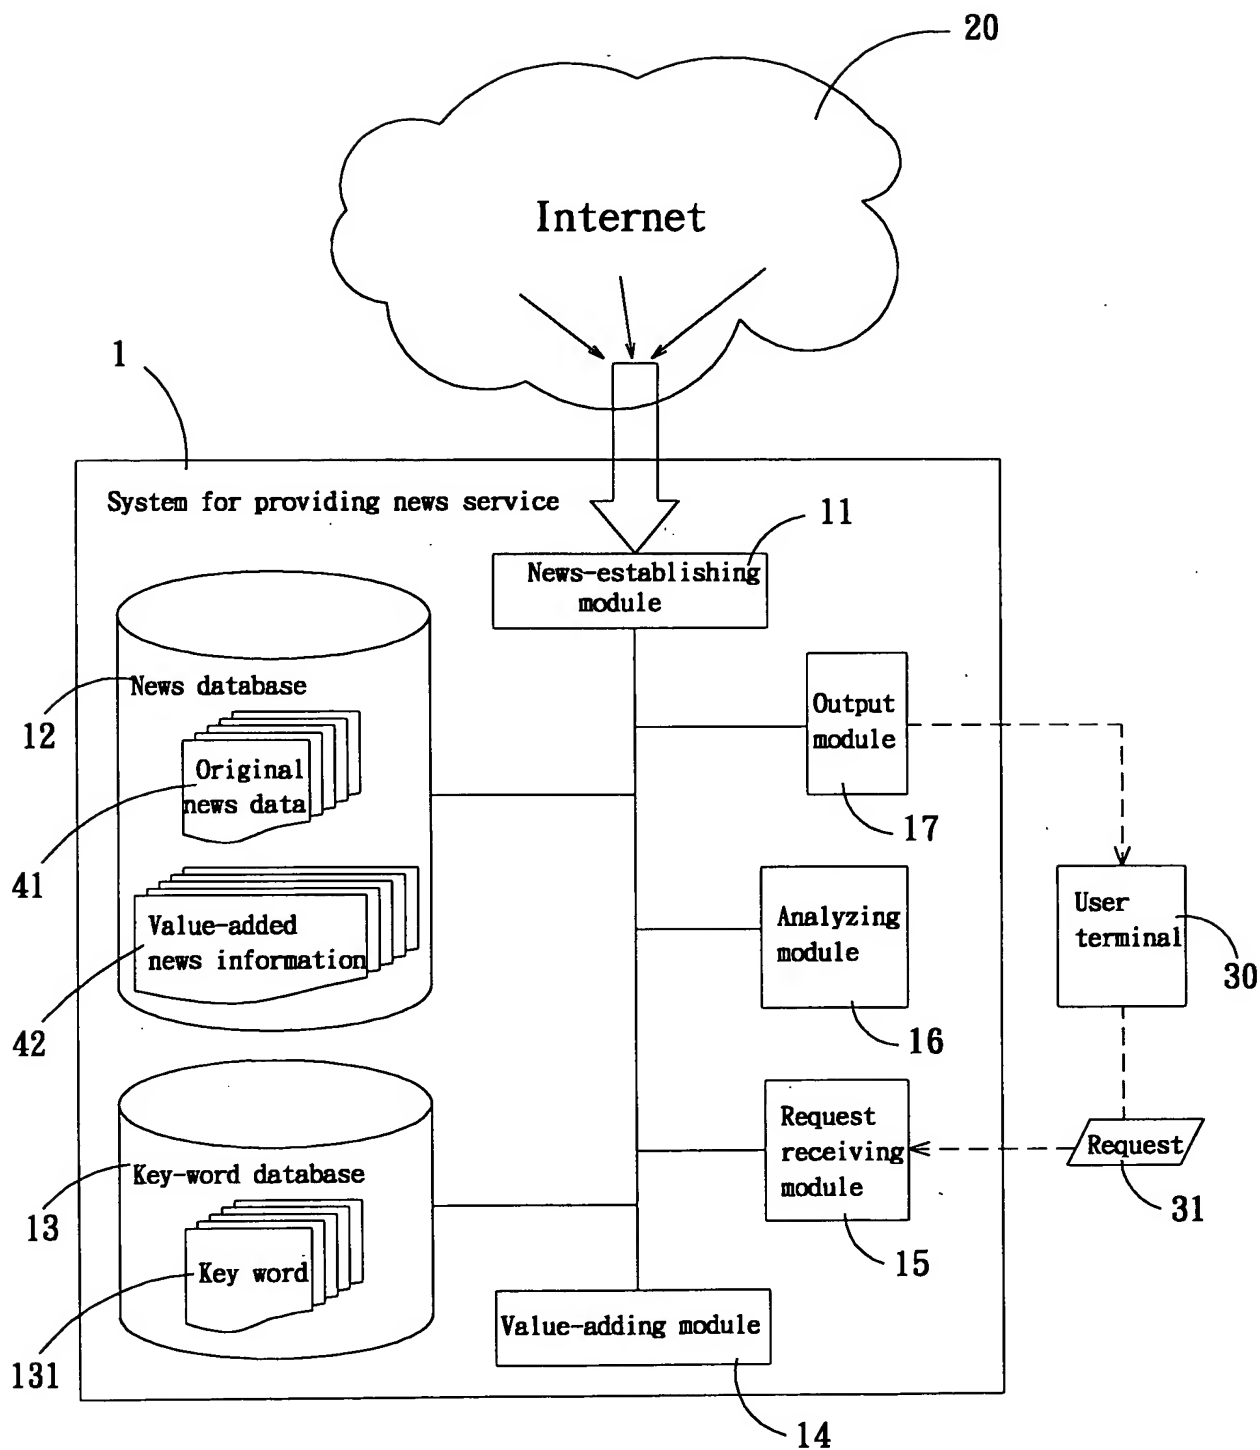 20
Internet
1
System for providing news service
11
News-establishing
module
News database
12
Original
news data
41
Value-added
news information
42
Output
module
17
Analyzing
module
16
User
terminal
30
Key-word database
13
Key word
131
Request
receiving
module
15
Request
31
Value-adding module
14